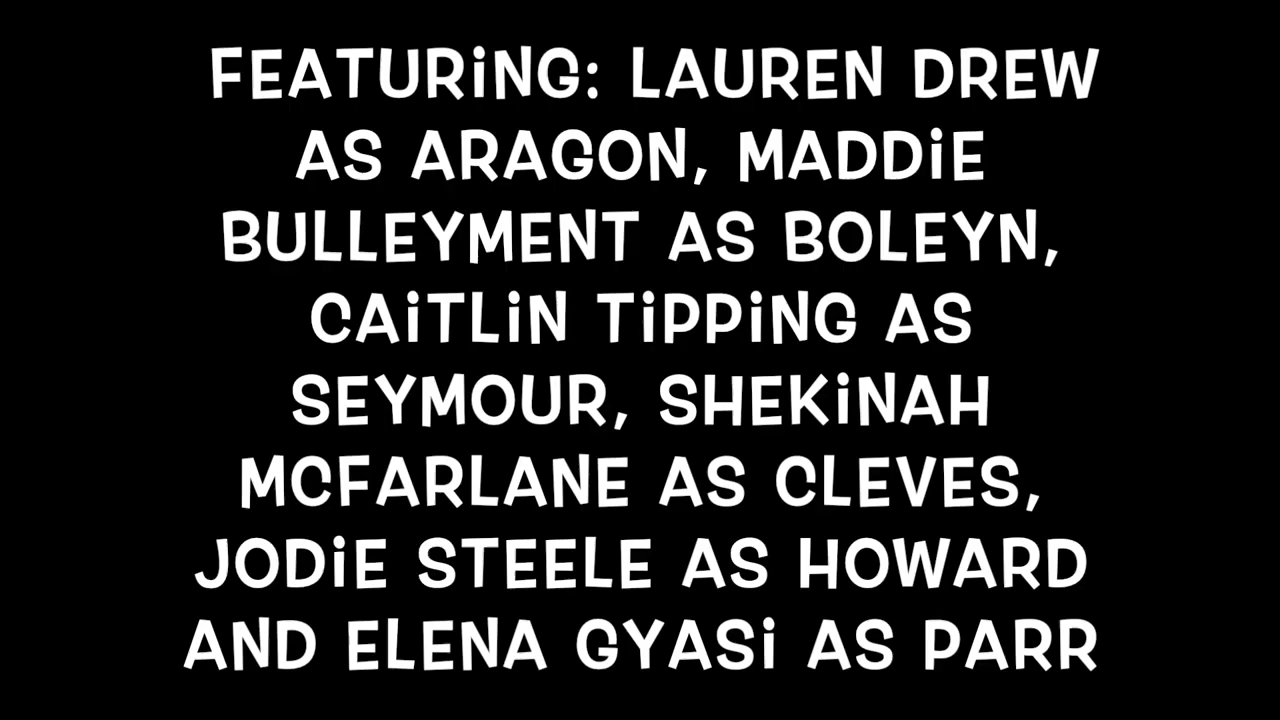 FEATURiNG: LAUREN DREW
AS ARAGON, MADDiE
BULLEYMENT AS BOLEYN,
CAiTLiN TiPPiNG AS
SEYMOUR, SHEKiNAH
MCFARLANE AS CLEVES,
JODiE STEELE AS HOWARD
AND ELENA GYASi AS PARR